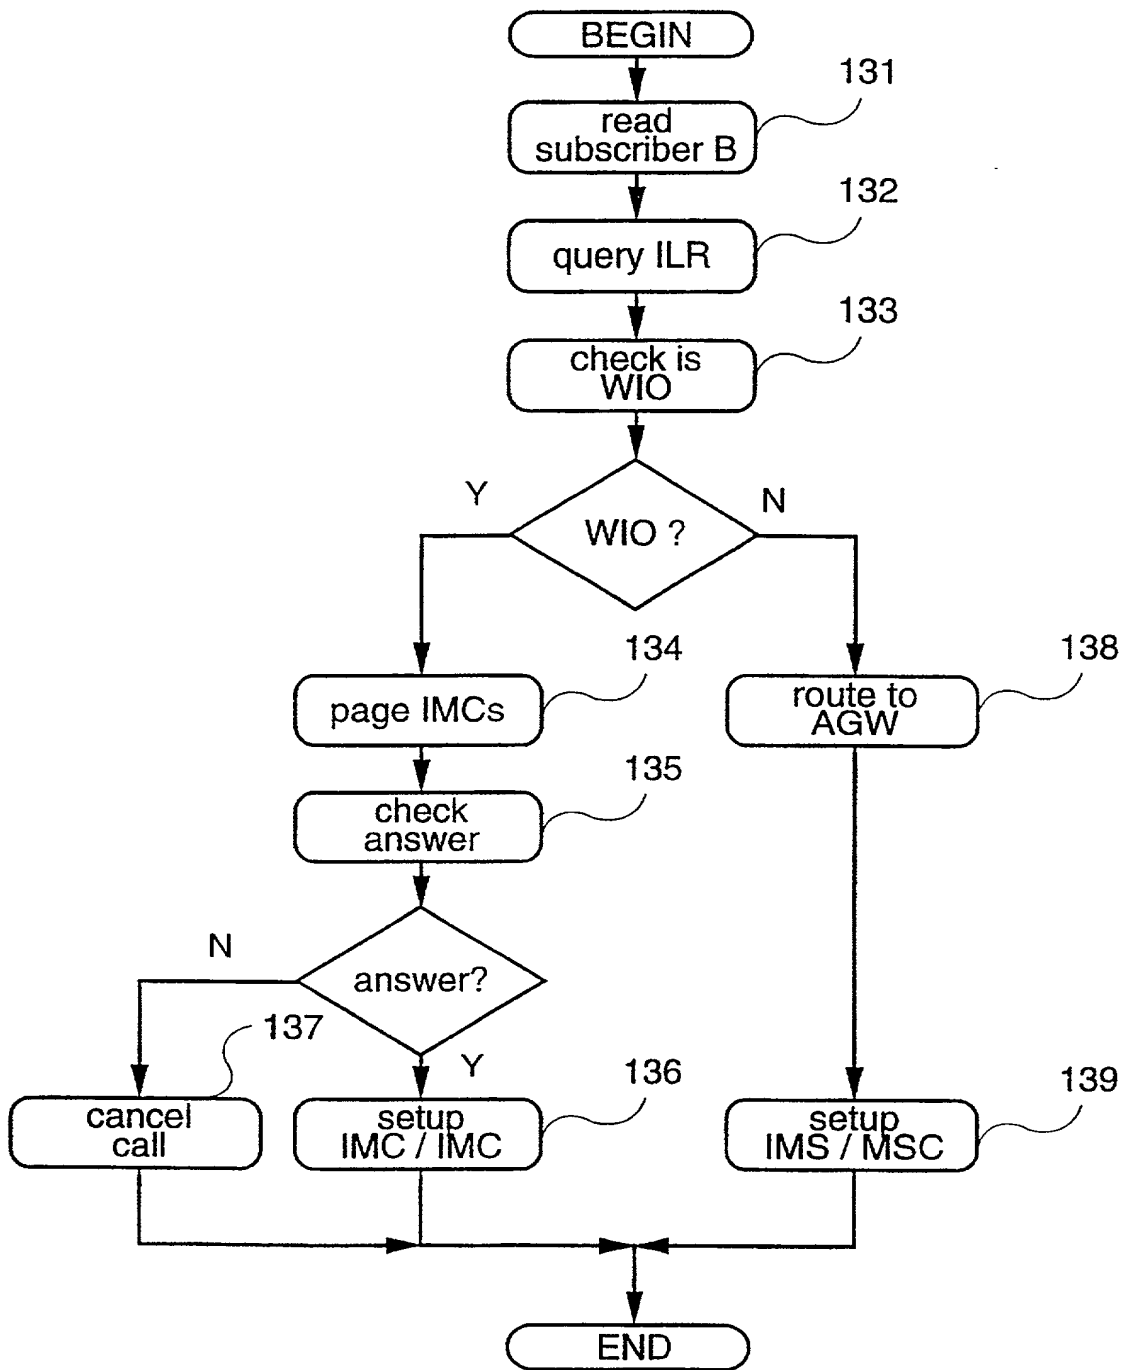 BEGIN
131
read
subscriber B
132
query ILR
133
check is
WIO
Y
N
WIO ?
134
138
page IMCs
route to
AGW
135
check
answer
N
answer?
137
Y
136
139
cancel
call
setup
IMC / IMC
setup
IMS / MSC
END